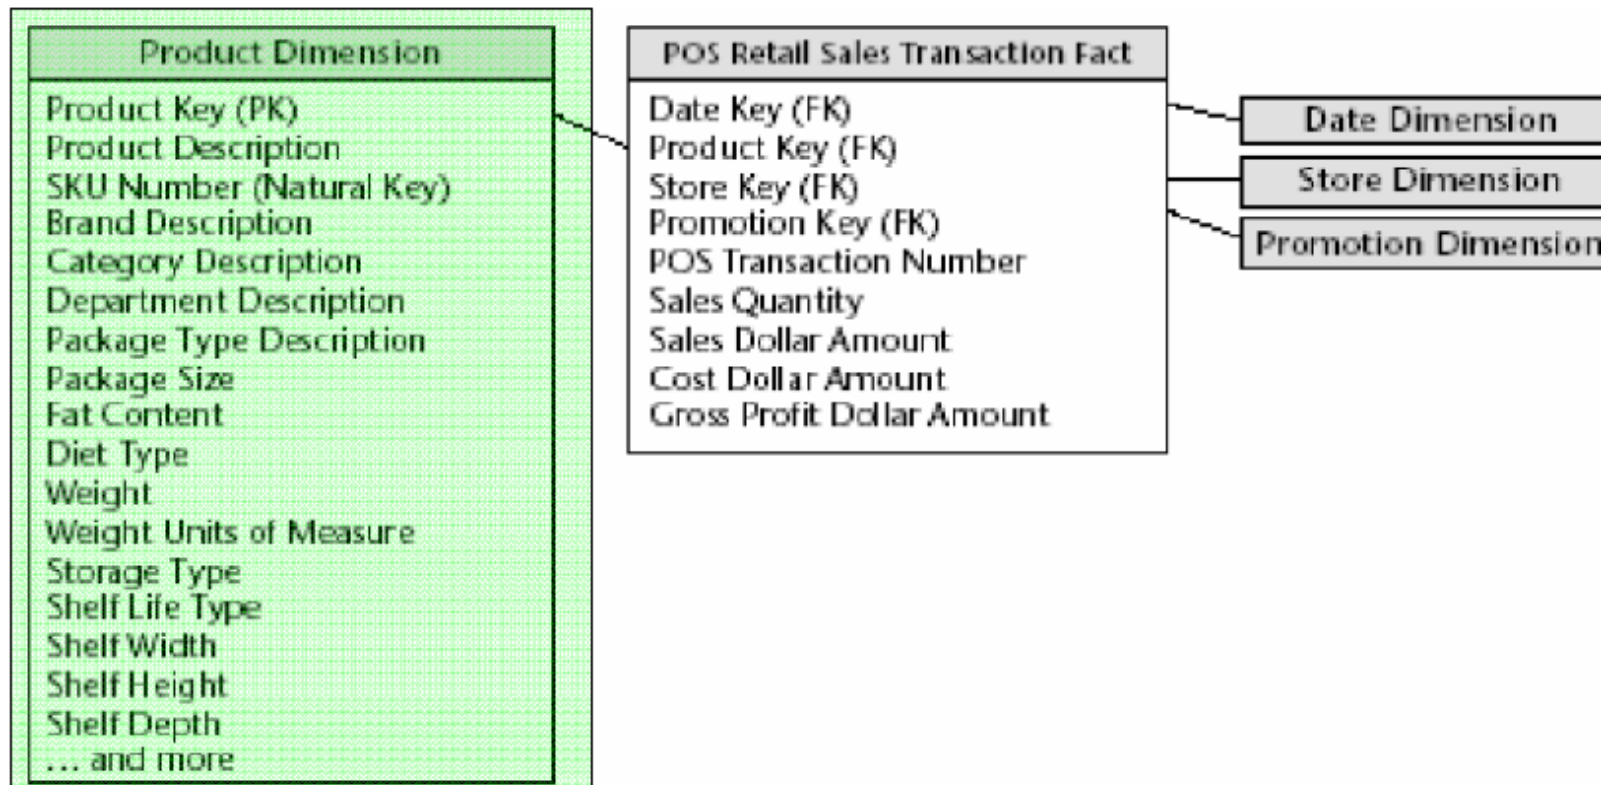 Product Dimension
Product Key (PK)
Product Description
SKU Number (Natural Key)
Brand Description
Category Description
Department Description
Package Type Description
Package Size
Fat Content
Diet Type
Weight
Weight Units of Measure
Storage Type
Shelf Life Type
Shelf Width
Shelf Height
Shelf Depth
... and more
POS Retail Sales Transaction Fact
Date Key (FK)
Product Key (FK)
Store Key (FK)
Promotion Key (FK)
POS Transaction Number
Sales Quantity
Sales Dollar Amount
Cost Dollar Amount
Gross Profit Dollar Amount
Date Dimension
Store Dimension
Promotion Dimension